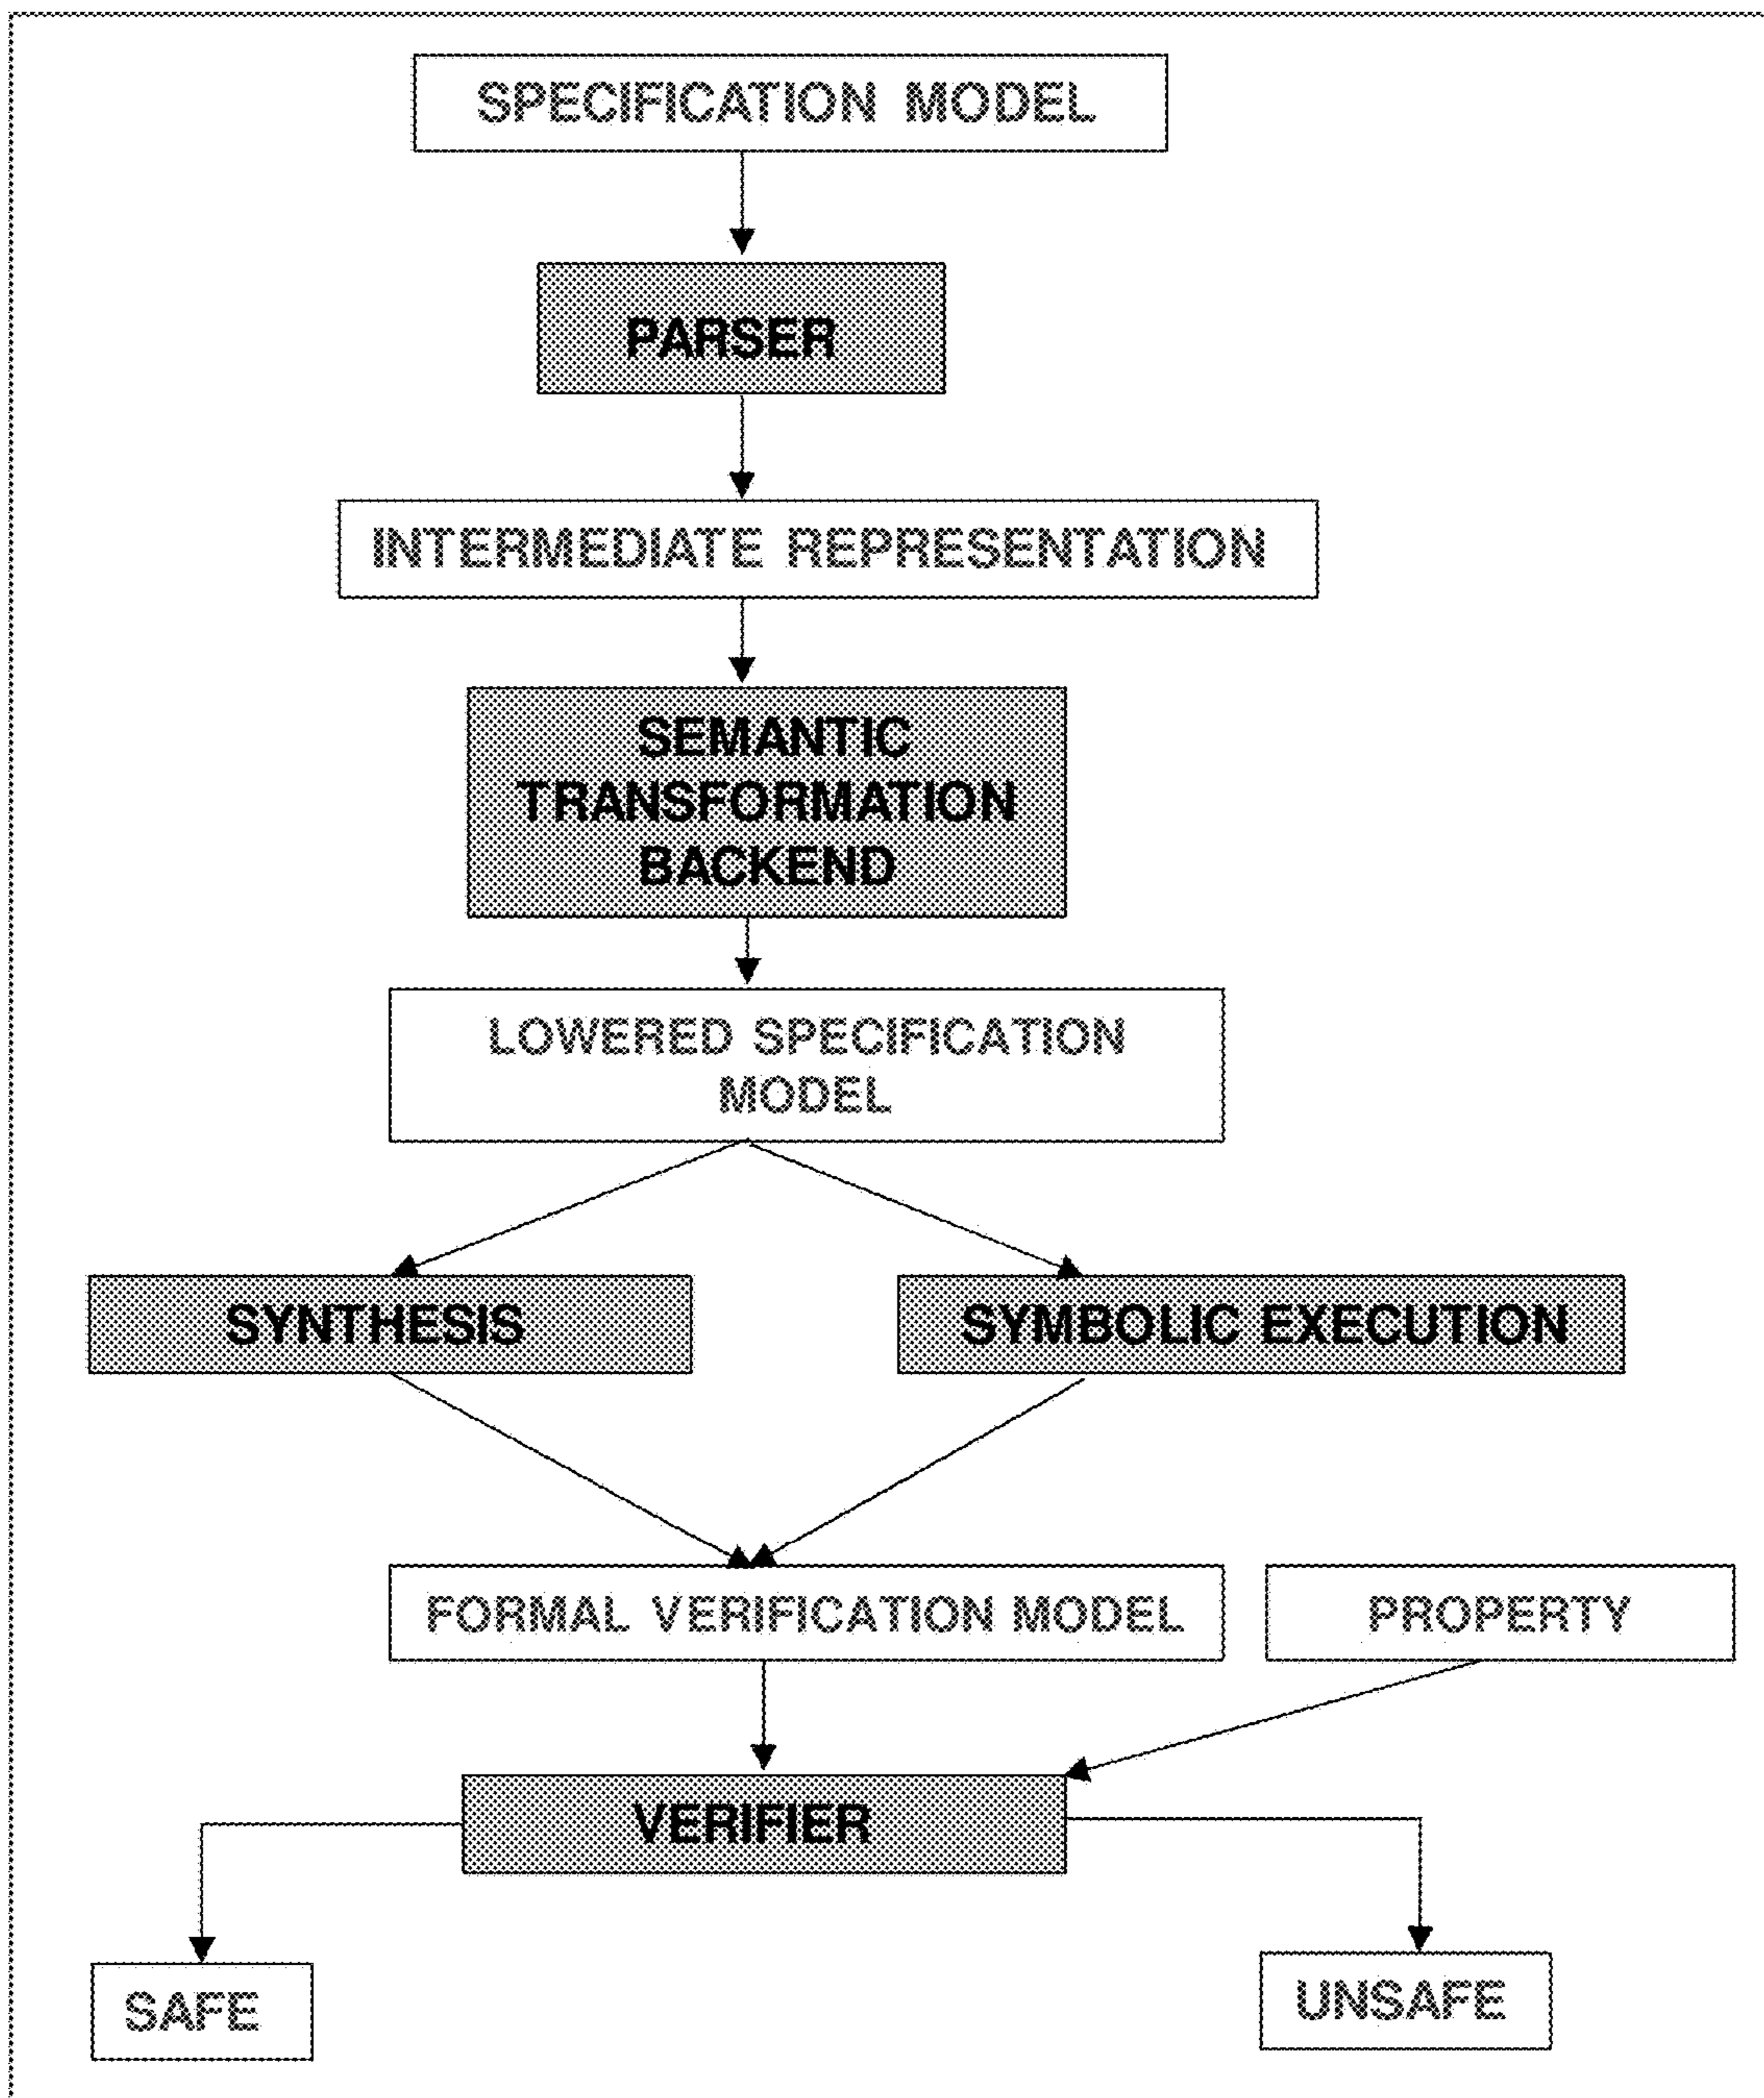 SPECIFICATION MODEL
PARSER
INTERMEDIATE REPRESENTATION
SEMANTIC
TRANSFORMATION
BACKEND
LOWERED SPECIFICATION
MODEL
SYNTHESIS
SYMBOLIC EXECUTION
FORMAL VERIFICATION MODEL
PROPERTY
VERIFIER
SAFE
UNSAFE